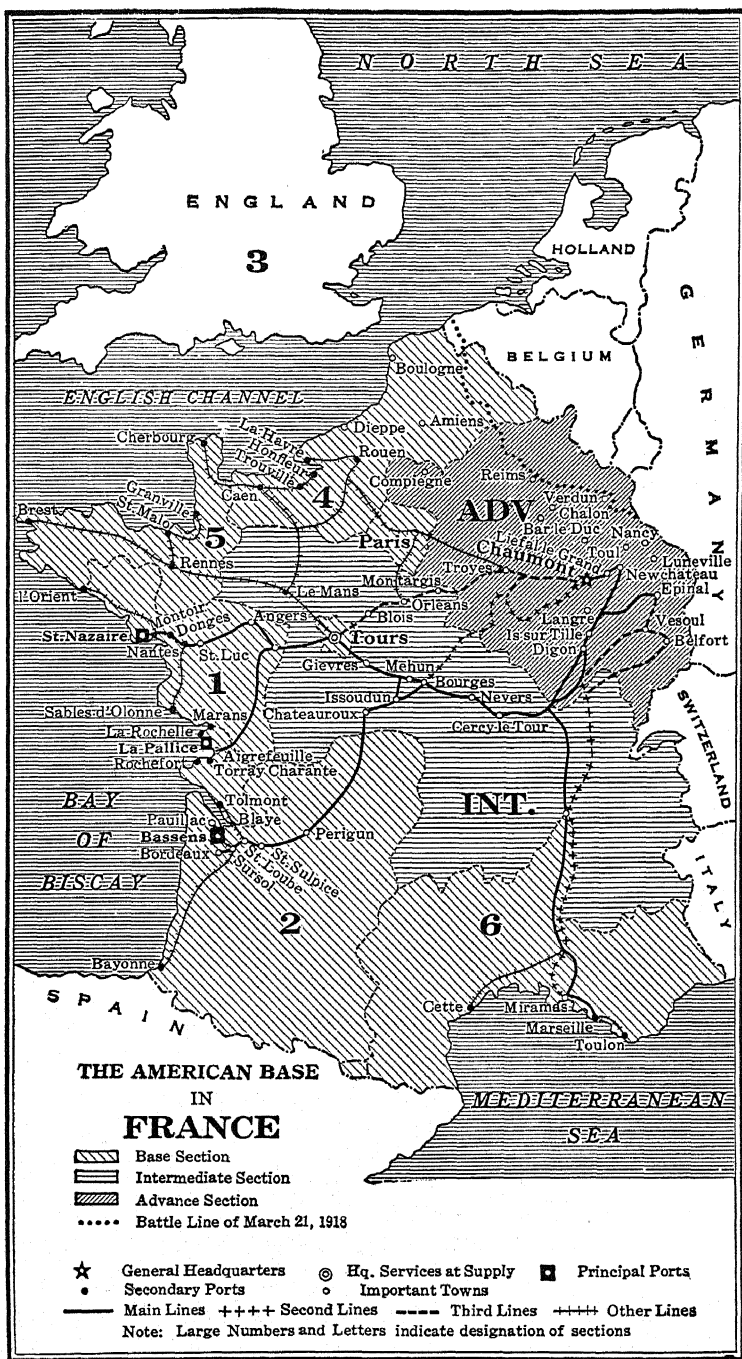 NORTH SEA
ENGLAND
3
HOLLAND
GERMANY
BELGIUM
Boulogne
ENGLISH CHANNEL
Dieppe
Amiens
Cherbourg
La Havre
Honfleur
Trouville
Rouen
Compiegne
Reims
Caen
4
ADV
Verdun
Chalon
Bar le Duc
Nancy
Granville
St. Malo
Brest
5
Paris
Liefal le Grand
Toul
Chaumont
Luneville
Rennes
Troyes
Newchateau
Montargis
Epinal
l'Orient
Le Mans
Orleans
Montoir
Donges
Angers
Blois
Langre
Vesoul
St. Nazaire
Tours
Is sur Tille
Belfort
Nantes
St. Luc
Digon
Gievres
Mehun
1
Bourges
Issoudun
Nevers
Sables d'Olonne
Marans
Chateauroux
Cercy-le-Tour
SWITZERLAND
La Rochelle
La Pallice
Aigrefeuille
Rochefort
Torray Charante
BAY
OF
BISCAY
Tolmont
INT.
Pauillac
Blaye
Bassens
Perigun
Bordeaux
St. Sulpice
St. Loube
Sursol
ITALY
2
6
Bayonne
SPAIN
Cette
Miramas
Marseille
Toulon
THE AMERICAN BASE
IN
FRANCE
MEDITERRANEAN
SEA
Base Section
Intermediate Section
Advance Section
Battle Line of March 21, 1918
General Headquarters Hq. Services at Supply Principal Ports
Secondary Ports Important Towns
Main Lines Second Lines Third Lines Other Lines
Note: Large Numbers and Letters indicate designation of sections